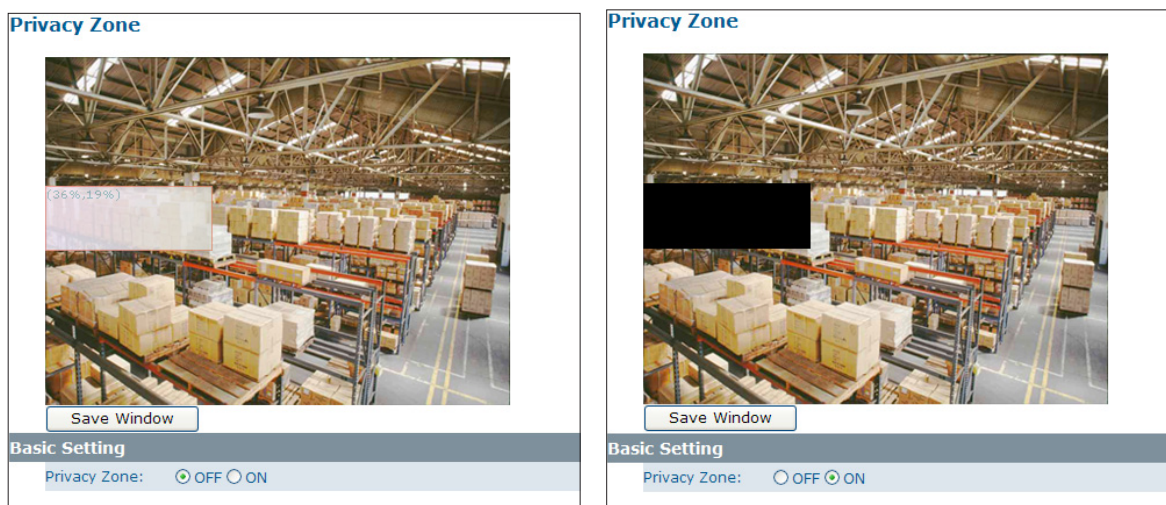 Privacy Zone
(36%,19%)
Save Window
Basic Setting
Privacy Zone: OFF ON
Privacy Zone
Save Window
Basic Setting
Privacy Zone: OFF ON